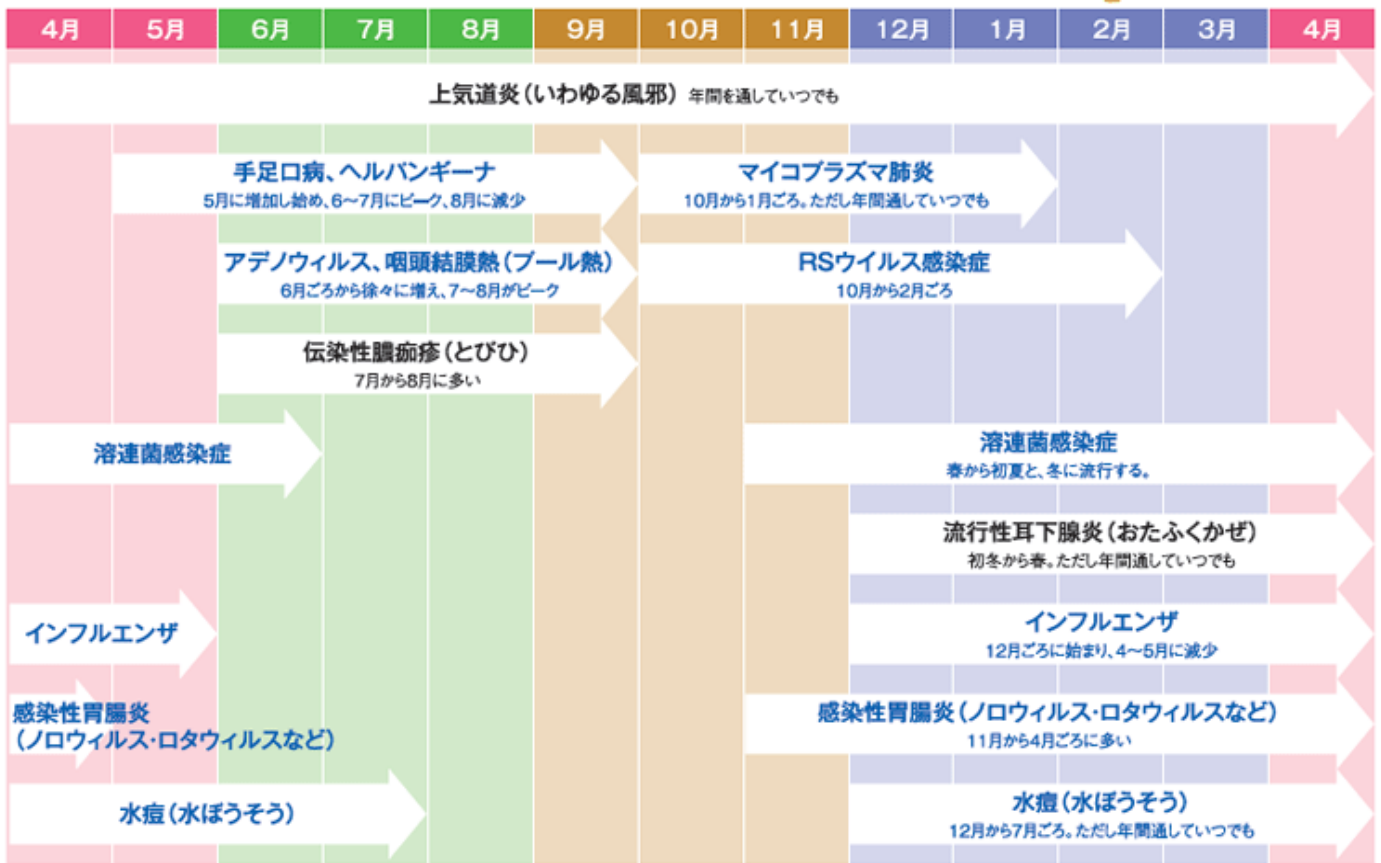 4月 5月 6月 7月 8月 9月 10月 11月 12月 1月 2月 3月 4月
上気道炎（いわゆる風邪） 年間を通していつでも
手足口病、ヘルパンギーナ
5月に増加し始め、6〜7月にピーク、8月に減少
マイコプラズマ肺炎
10月から1月ごろ。ただし年間通していつでも
アデノウィルス、咽頭結膜熱（プール熱）
6月ごろから徐々に増え、7〜8月がピーク
RSウイルス感染症
10月から2月ごろ
伝染性膿痂疹（とびひ）
7月から8月に多い
溶連菌感染症
溶連菌感染症
春から初夏と、冬に流行する。
流行性耳下腺炎（おたふくかぜ）
初冬から春。ただし年間通していつでも
インフルエンザ
インフルエンザ
12月ごろに始まり、4〜5月に減少
感染性胃腸炎
（ノロウィルス・ロタウィルスなど）
感染性胃腸炎（ノロウィルス・ロタウィルスなど）
11月から4月ごろに多い
水痘（水ぼうそう）
水痘（水ぼうそう）
12月から7月ごろ。ただし年間通していつでも